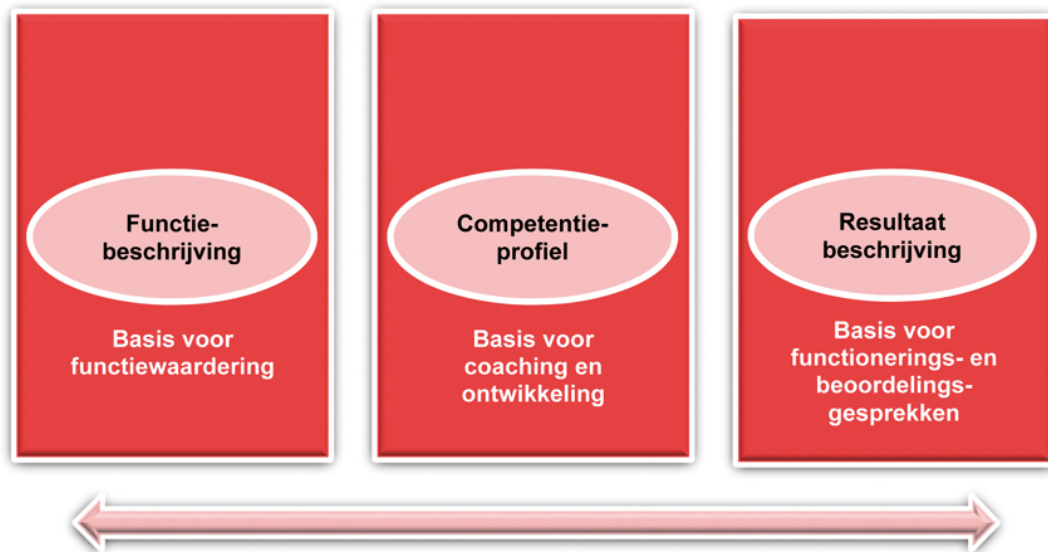 Functie-
beschrijving
Basis voor
functiewaardering
Competentie-
profiel
Basis voor
coaching en
ontwikkeling
Resultaat
beschrijving
Basis voor
functionerings- en
beoordelings-
gesprekken